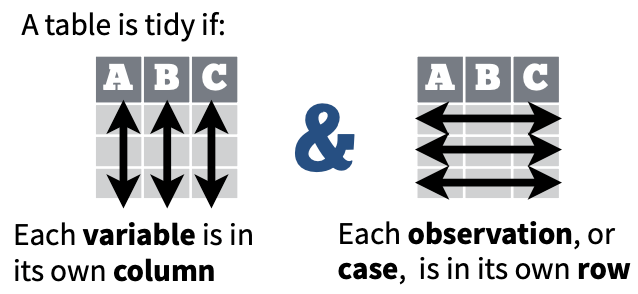 A table is tidy if:
A B C
&
A B C
Each variable is in
its own column
Each observation, or
case, is in its own row